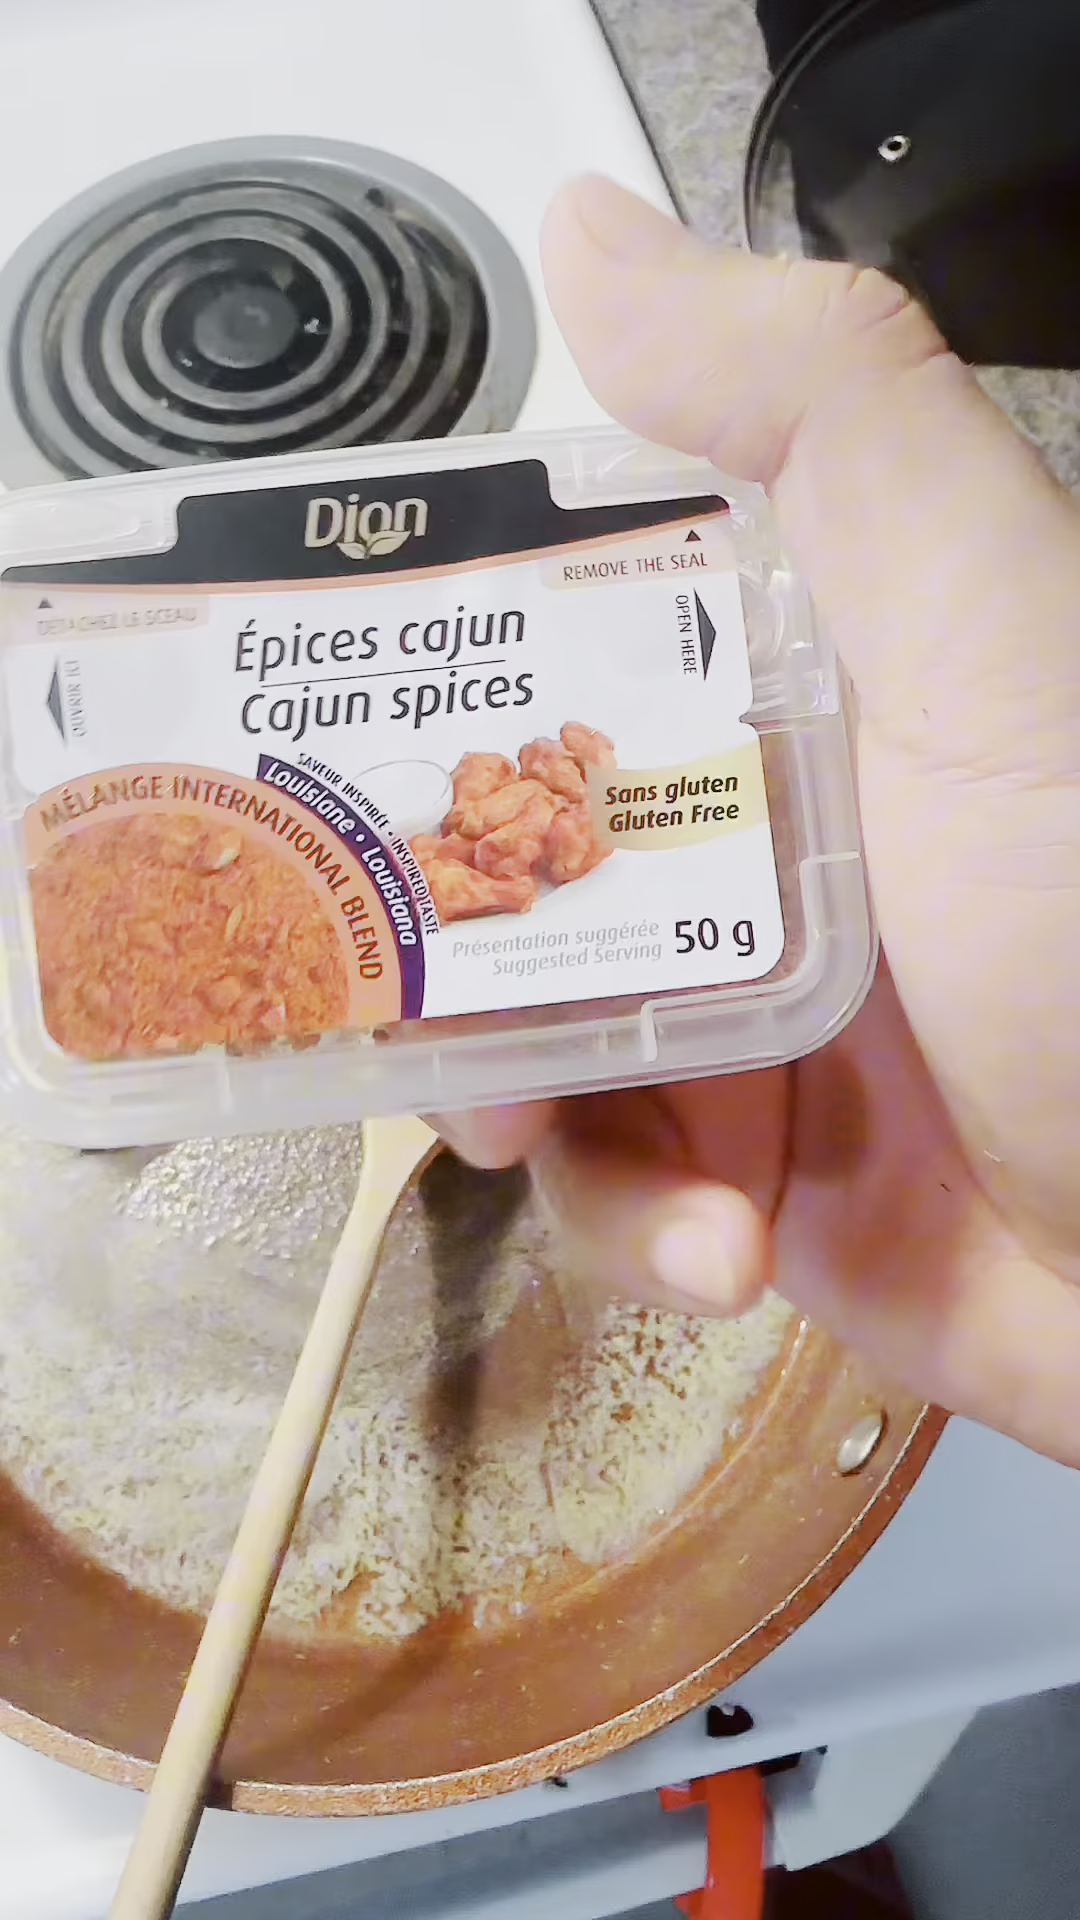 Dion
REMOVE THE SEAL
DÉTACHEZ LE SCEAU
Épices cajun
Cajun spices
OPEN HERE
OUVRIR ICI
MÉLANGE INTERNATIONAL BLEND
SAVEUR INSPIRÉE • INSPIRED TASTE
Louisiane • Louisiana
Sans gluten
Gluten Free
Présentation suggérée
Suggested Serving
50 g